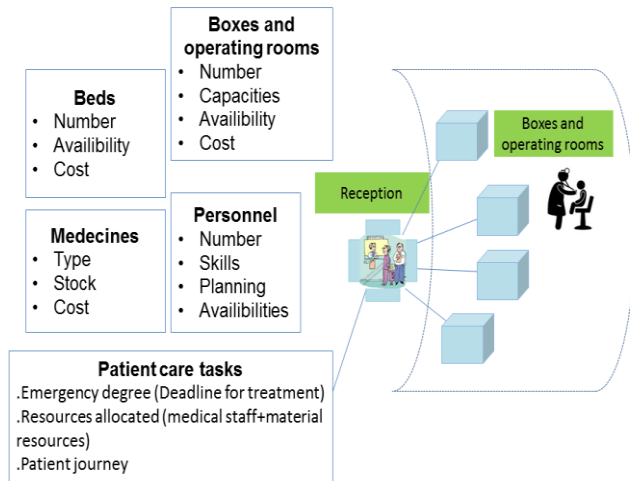 Boxes and
operating rooms
• Number
• Capacities
• Availibility
• Cost
Beds
• Number
• Availibility
• Cost
Medecines
• Type
• Stock
• Cost
Personnel
• Number
• Skills
• Planning
• Availibilities
Patient care tasks
.Emergency degree (Deadline for treatment)
.Resources allocated (medical staff+material
resources)
.Patient journey
Reception
Boxes and
operating rooms